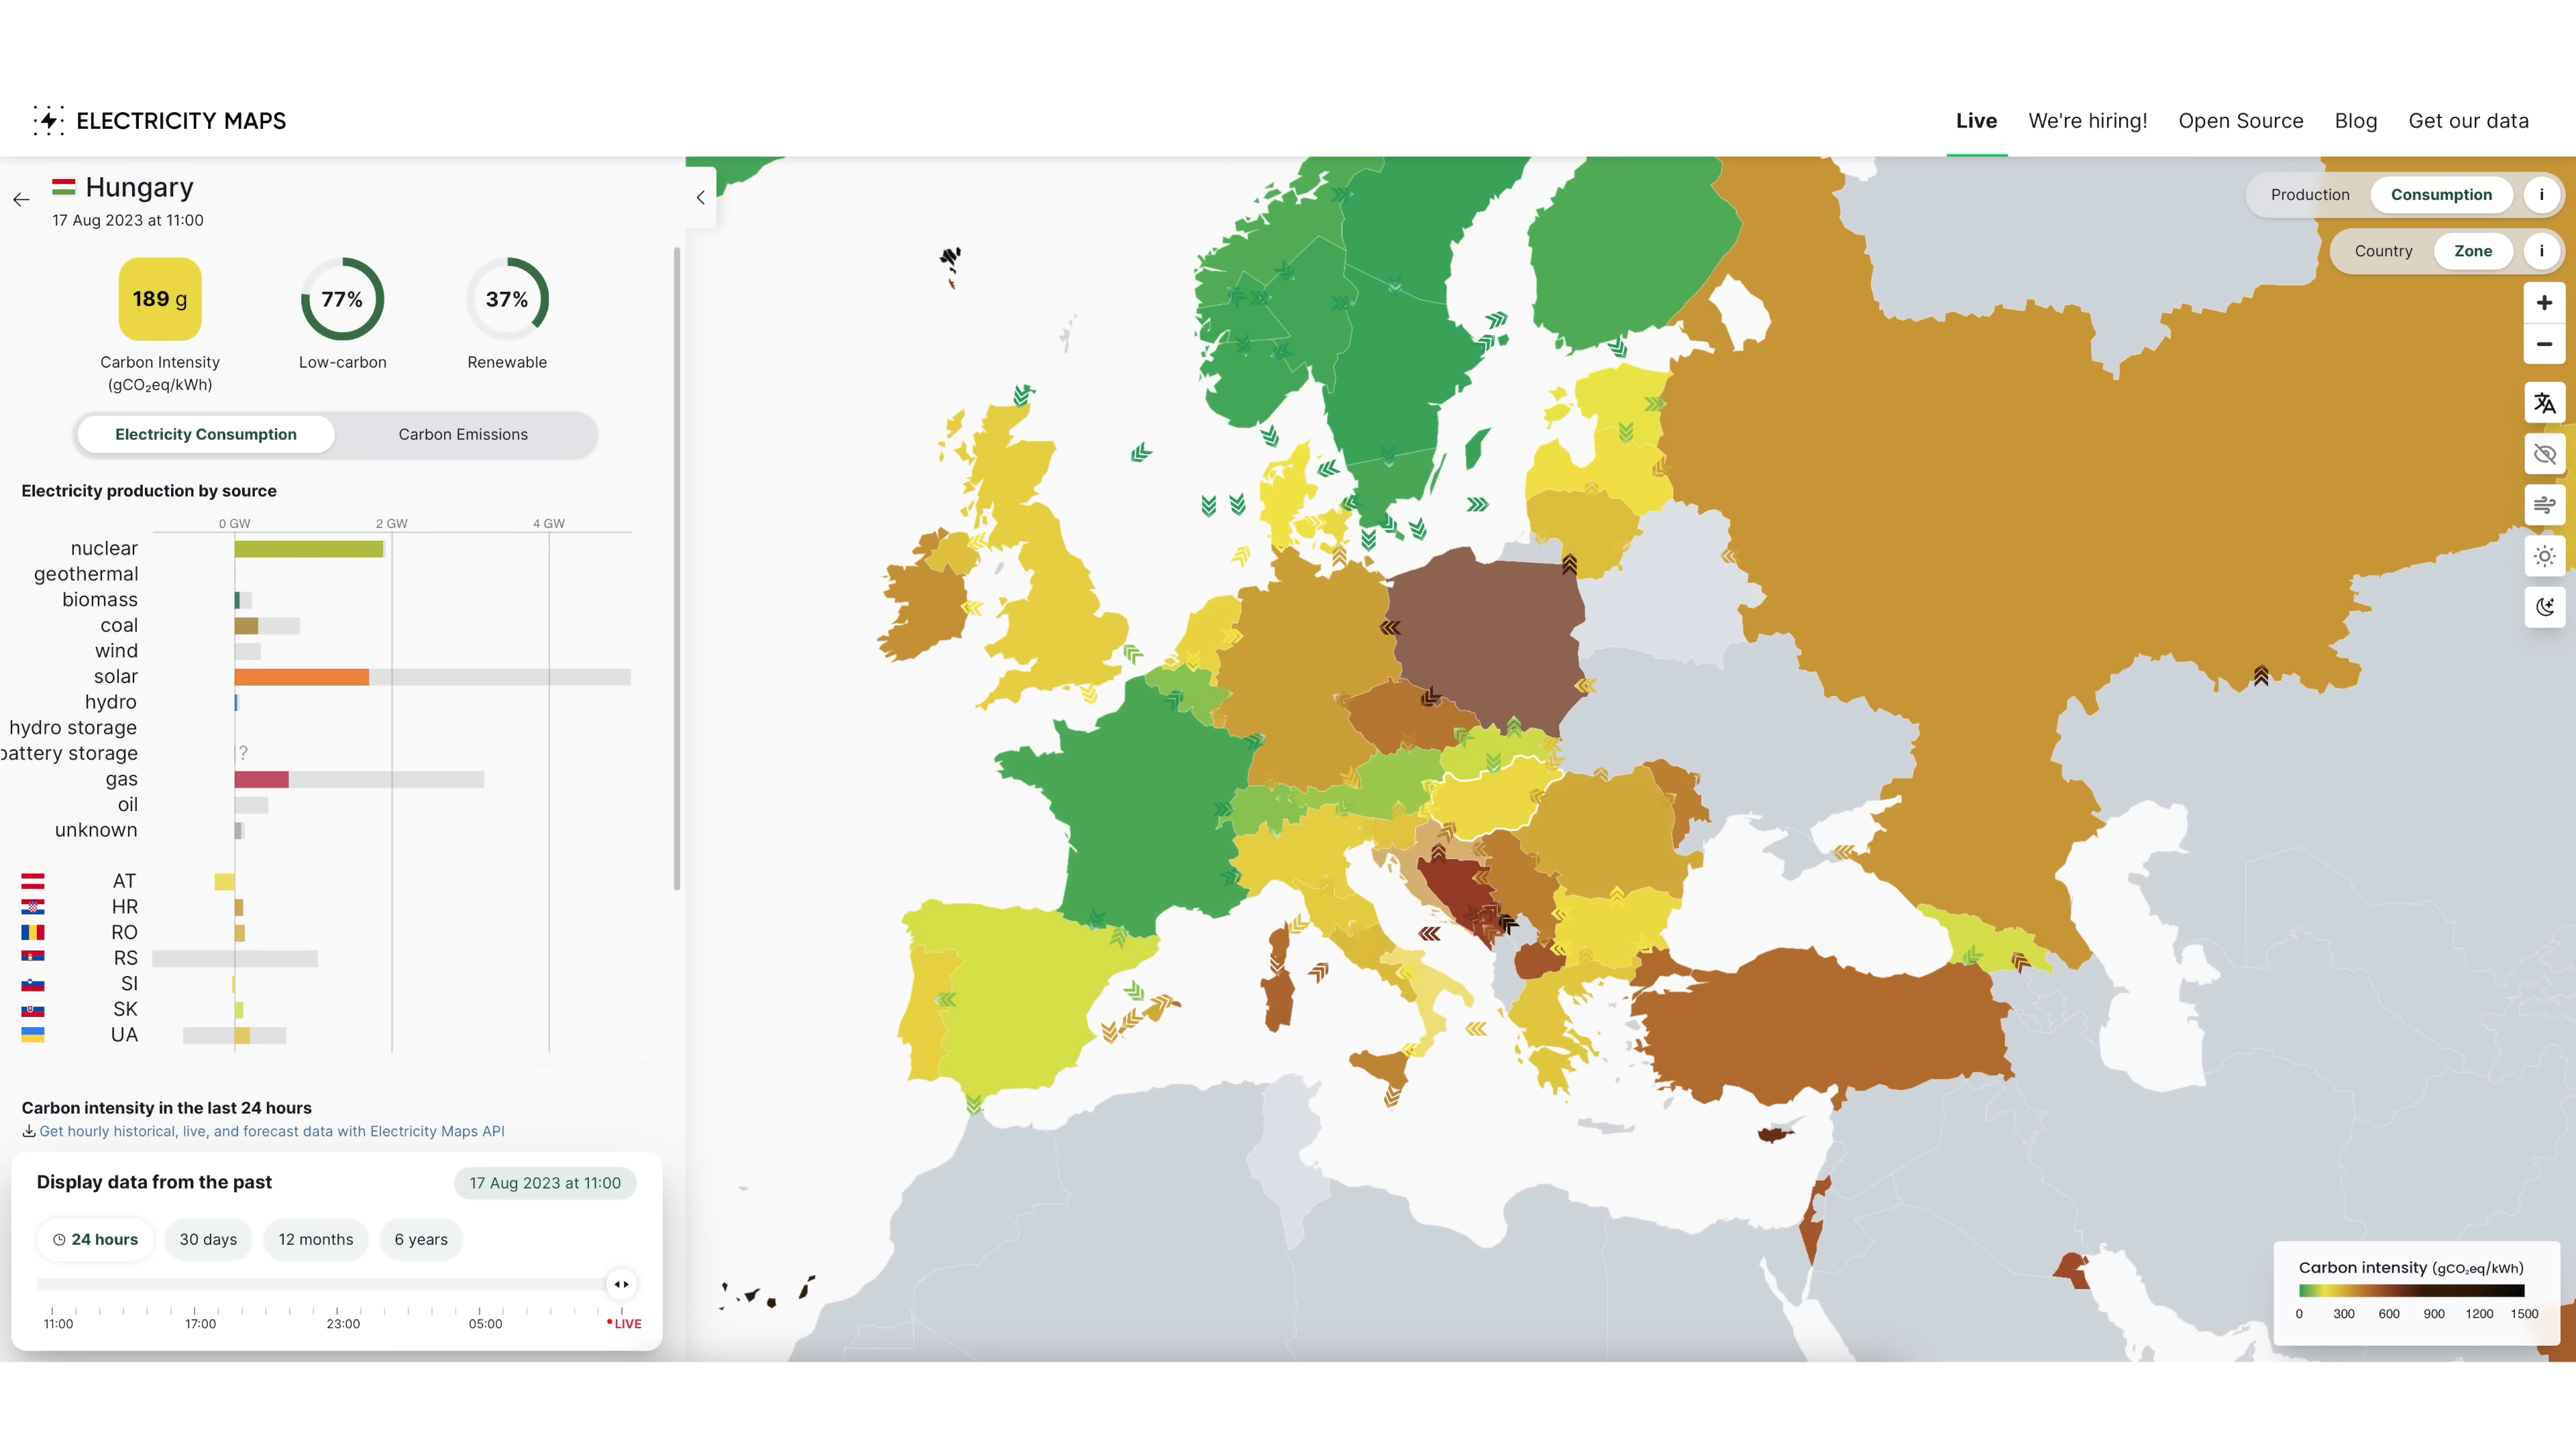 ELECTRICITY MAPS
Live We're hiring! Open Source Blog Get our data
Hungary
17 Aug 2023 at 11:00
189 g 77% 37%
Carbon Intensity Low-carbon Renewable
(gCO₂eq/kWh)
Electricity Consumption Carbon Emissions
Electricity production by source
0 GW 2 GW 4 GW
nuclear
geothermal
biomass
coal
wind
solar
hydro
hydro storage
battery storage ?
gas
oil
unknown
AT
HR
RO
RS
SI
SK
UA
Carbon intensity in the last 24 hours
Get hourly historical, live, and forecast data with Electricity Maps API
Display data from the past 17 Aug 2023 at 11:00
24 hours 30 days 12 months 6 years
11:00 17:00 23:00 05:00 LIVE
Production Consumption i
Country Zone i
+
−
Carbon intensity (gCO₂eq/kWh)
0 300 600 900 1200 1500